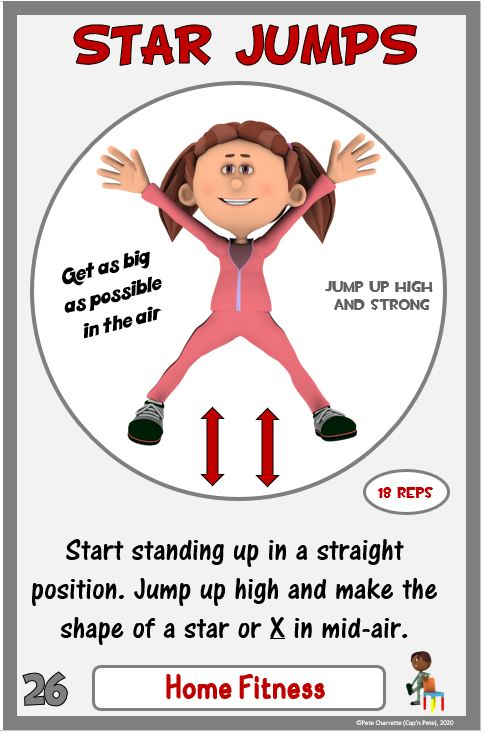 STAR JUMPS
Get as big
as possible
in the air
JUMP UP HIGH
AND STRONG
18 REPS
Start standing up in a straight
position. Jump up high and make the
shape of a star or X in mid-air.
26
Home Fitness
©Pete Charrette (Cap'n Pete), 2020